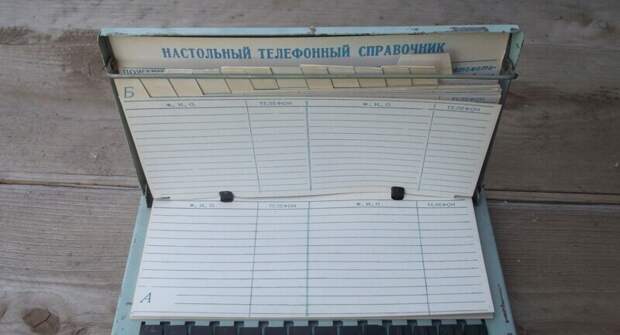 НАСТОЛЬНЫЙ ТЕЛЕФОННЫЙ СПРАВОЧНИК
Б
Ф. И. О. ТЕЛЕФОН Ф. И. О. ТЕЛЕФОН
Ф. И. О. ТЕЛЕФОН Ф. И. О. ТЕЛЕФОН
А